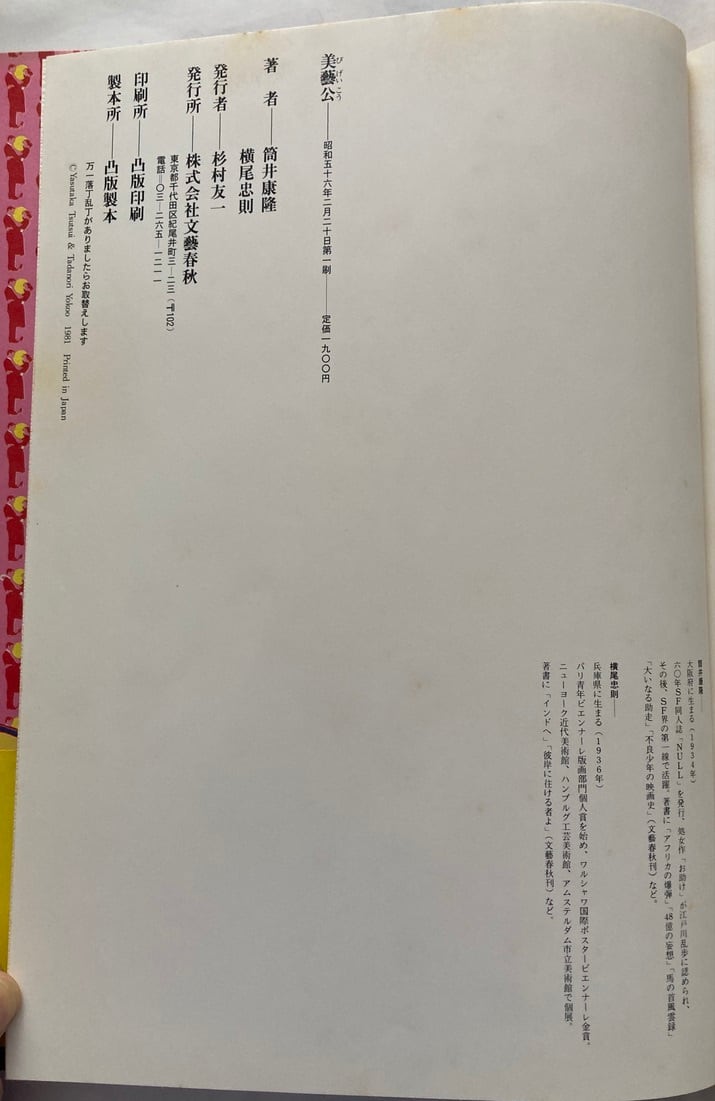 筒井康隆――
大阪府に生まる（1934年）
六〇年ＳＦ同人誌「ＮＵＬＬ」を発行、処女作「お助け」が江戸川乱歩に認められ、
その後、ＳＦ界の第一線で活躍。著書に「アフリカの爆弾」「48億の妄想」「馬の首風雲録」
「大いなる助走」「不良少年の映画史」（文藝春秋刊）など。
横尾忠則――
兵庫県に生まる（1936年）
パリ青年ビエンナーレ版画部門個人賞を始め、ワルシャワ国際ポスタービエンナーレ金賞。
ニューヨーク近代美術館、ハンブルグ工芸美術館、アムステルダム市立美術館で個展。
著書に「インドへ」「彼岸に往ける者よ」（文藝春秋刊）など。
美藝公 びげいこう――昭和五十六年二月二十日第一刷――定価一九〇〇円
著　者――筒井康隆
横尾忠則
発行者――杉村友一
発行所――株式会社文藝春秋
東京都千代田区紀尾井町三―二三（〒102）
電話＝〇三―二六五―一二一一
印刷所――凸版印刷
製本所――凸版製本
万一落丁乱丁がありましたらお取替えします
©Yasutaka Tsutsui & Tadanori Yokoo 1981 Printed in Japan